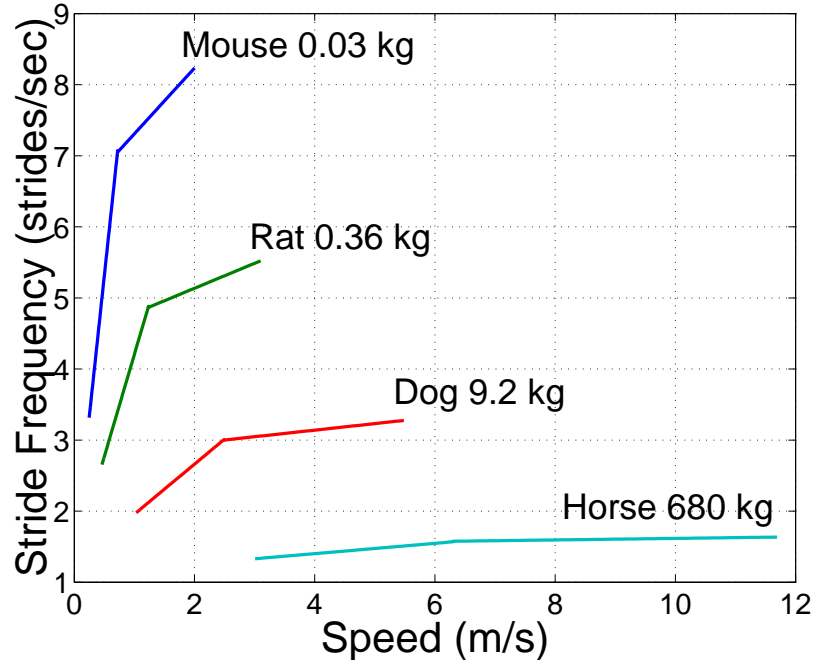 9
Mouse 0.03 kg
8
7
6
Rat 0.36 kg
5
4
Dog 9.2 kg
3
2
Horse 680 kg
1
0 2 4 6 8 10 12
Stride Frequency (strides/sec)
Speed (m/s)